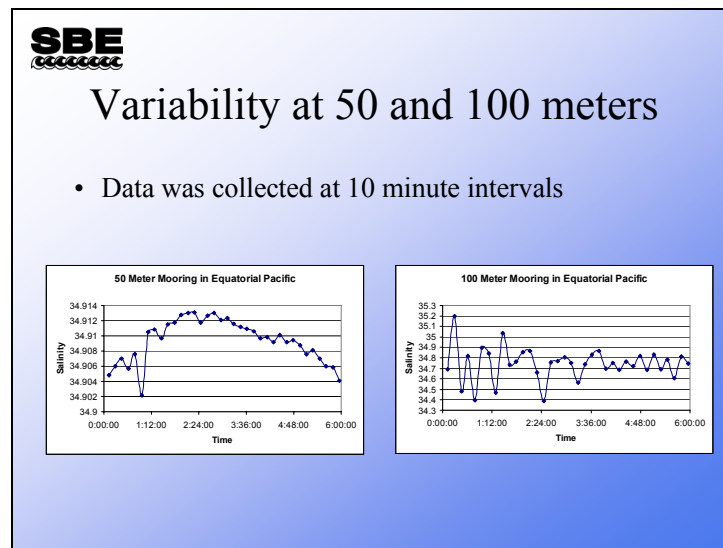 SBE
Variability at 50 and 100 meters
• Data was collected at 10 minute intervals
50 Meter Mooring in Equatorial Pacific
34.914
34.912
34.91
34.908
34.906
34.904
34.902
34.9
Salinity
0:00:00 1:12:00 2:24:00 3:36:00 4:48:00 6:00:00
Time
100 Meter Mooring in Equatorial Pacific
35.3
35.2
35.1
35
34.9
34.8
34.7
34.6
34.5
34.4
34.3
Salinity
0:00:00 1:12:00 2:24:00 3:36:00 4:48:00 6:00:00
Time